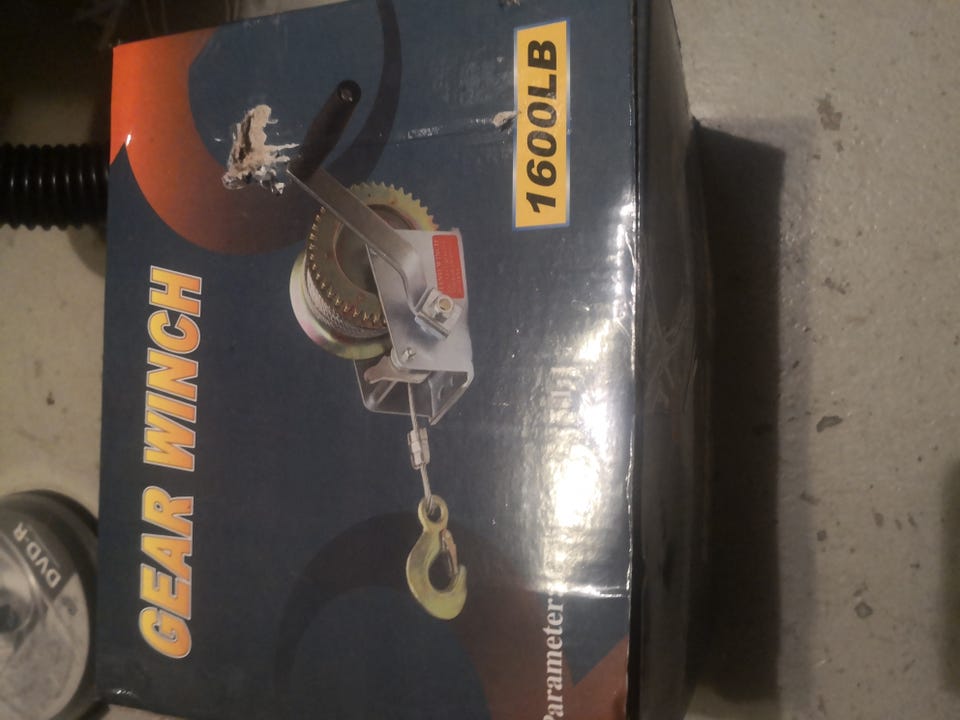 GEAR WINCH
1600LB
Parameter
DVD-R